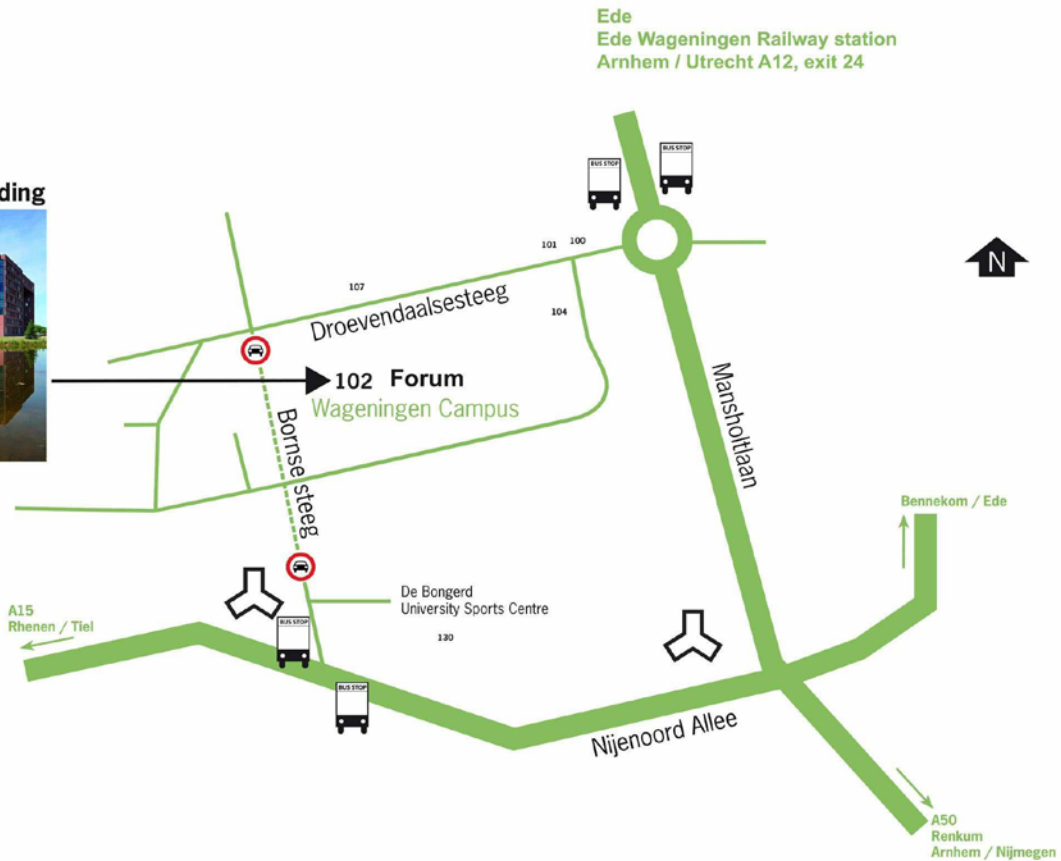 Ede
Ede Wageningen Railway station
Arnhem / Utrecht A12, exit 24
BUS STOP
BUS STOP
ding
101
100
N
107
Droevendaalsesteeg
104
102 Forum
Wageningen Campus
Mansholtlaan
Bornse steeg
Bennekom / Ede
De Bongerd
University Sports Centre
A15
Rhenen / Tiel
BUS STOP
130
BUS STOP
Nijenoord Allee
A50
Renkum
Arnhem / Nijmegen